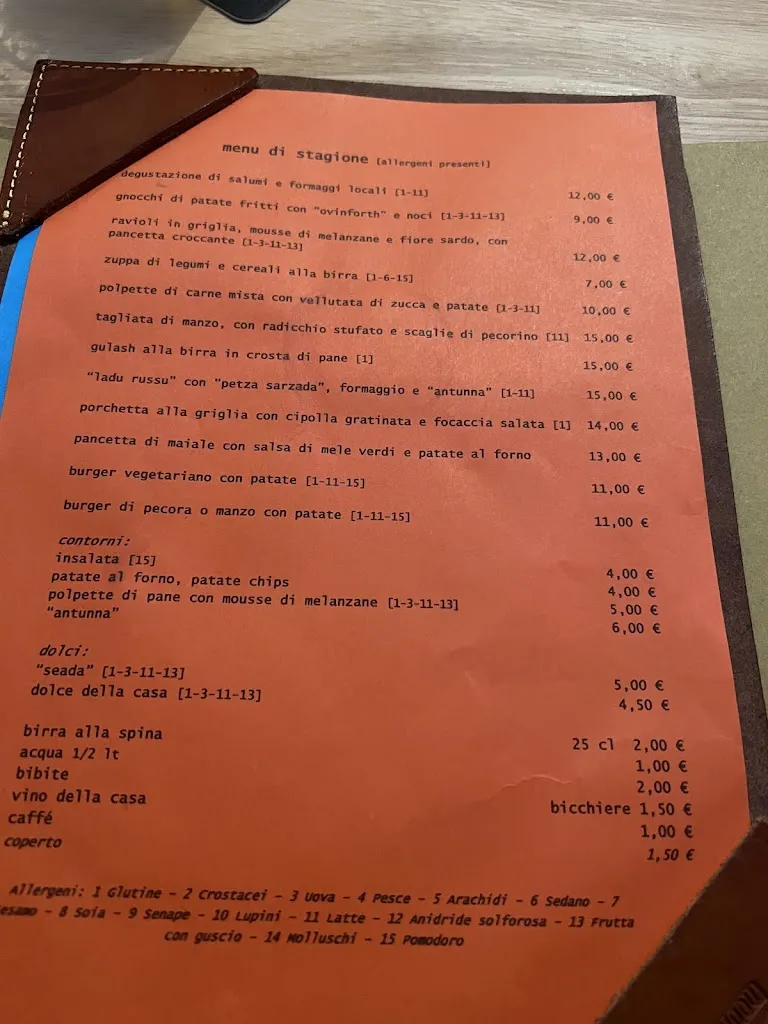 menu di stagione [allergeni presenti]
degustazione di salumi e formaggi locali [1-11] 12,00 €
gnocchi di patate fritti con "ovinforth" e noci [1-3-11-13] 9,00 €
ravioli in griglia, mousse di melanzane e fiore sardo, con
pancetta croccante [1-3-11-13] 12,00 €
zuppa di legumi e cereali alla birra [1-6-15] 7,00 €
polpette di carne mista con vellutata di zucca e patate [1-3-11] 10,00 €
tagliata di manzo, con radicchio stufato e scaglie di pecorino [11] 15,00 €
gulash alla birra in crosta di pane [1] 15,00 €
"ladu russu" con "petza sarzada", formaggio e "antunna" [1-11] 15,00 €
porchetta alla griglia con cipolla gratinata e focaccia salata [1] 14,00 €
pancetta di maiale con salsa di mele verdi e patate al forno 13,00 €
burger vegetariano con patate [1-11-15] 11,00 €
burger di pecora o manzo con patate [1-11-15] 11,00 €
contorni:
insalata [15] 4,00 €
patate al forno, patate chips 4,00 €
polpette di pane con mousse di melanzane [1-3-11-13] 5,00 €
"antunna" 6,00 €
dolci:
"seada" [1-3-11-13] 5,00 €
dolce della casa [1-3-11-13] 4,50 €
birra alla spina 25 cl 2,00 €
acqua 1/2 lt 1,00 €
bibite 2,00 €
vino della casa bicchiere 1,50 €
caffé 1,00 €
coperto 1,50 €
Allergeni: 1 Glutine - 2 Crostacei - 3 Uova - 4 Pesce - 5 Arachidi - 6 Sedano - 7
esamo - 8 Soia - 9 Senape - 10 Lupini - 11 Latte - 12 Anidride solforosa - 13 Frutta
con guscio - 14 Molluschi - 15 Pomodoro